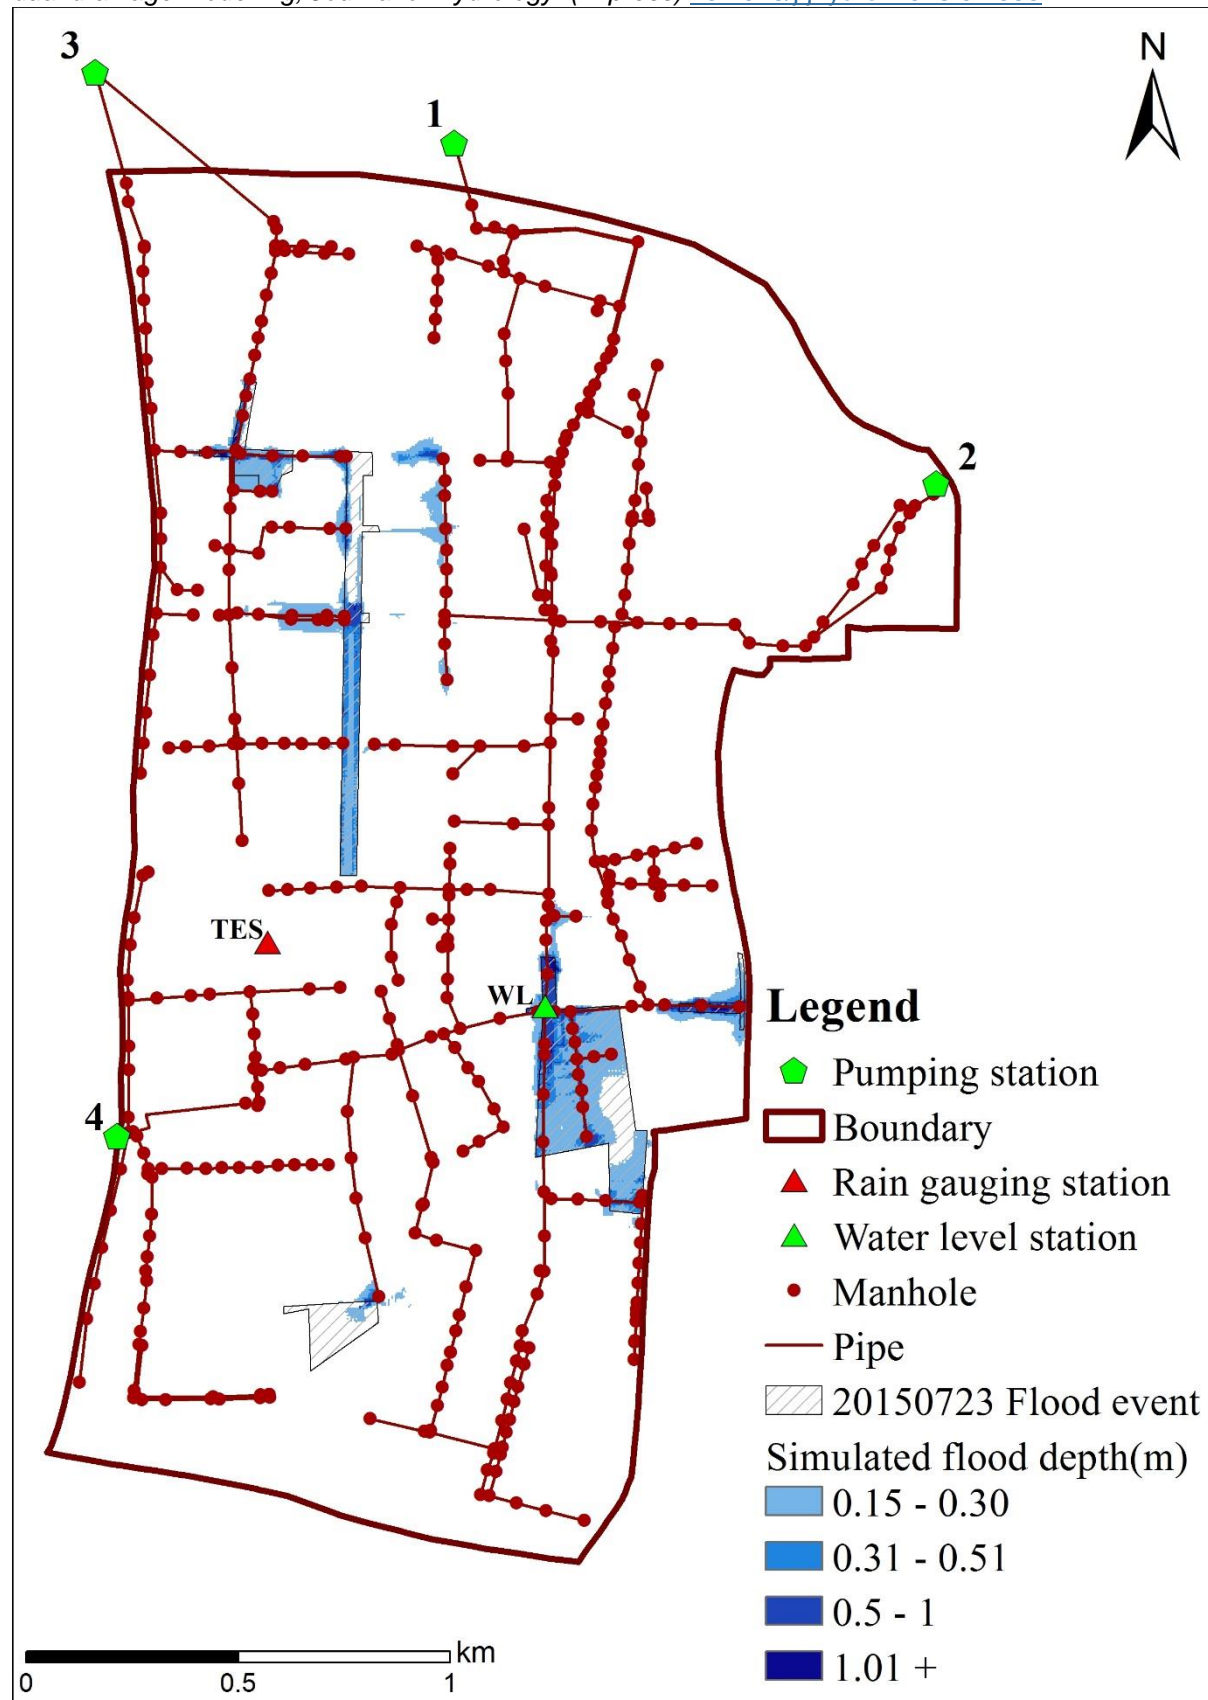 3
N
1
2
TES
WL
Legend
4
Pumping station
Boundary
Rain gauging station
Water level station
Manhole
Pipe
20150723 Flood event
Simulated flood depth(m)
0.15 - 0.30
0.31 - 0.51
0.5 - 1
1.01 +
km
0 0.5 1